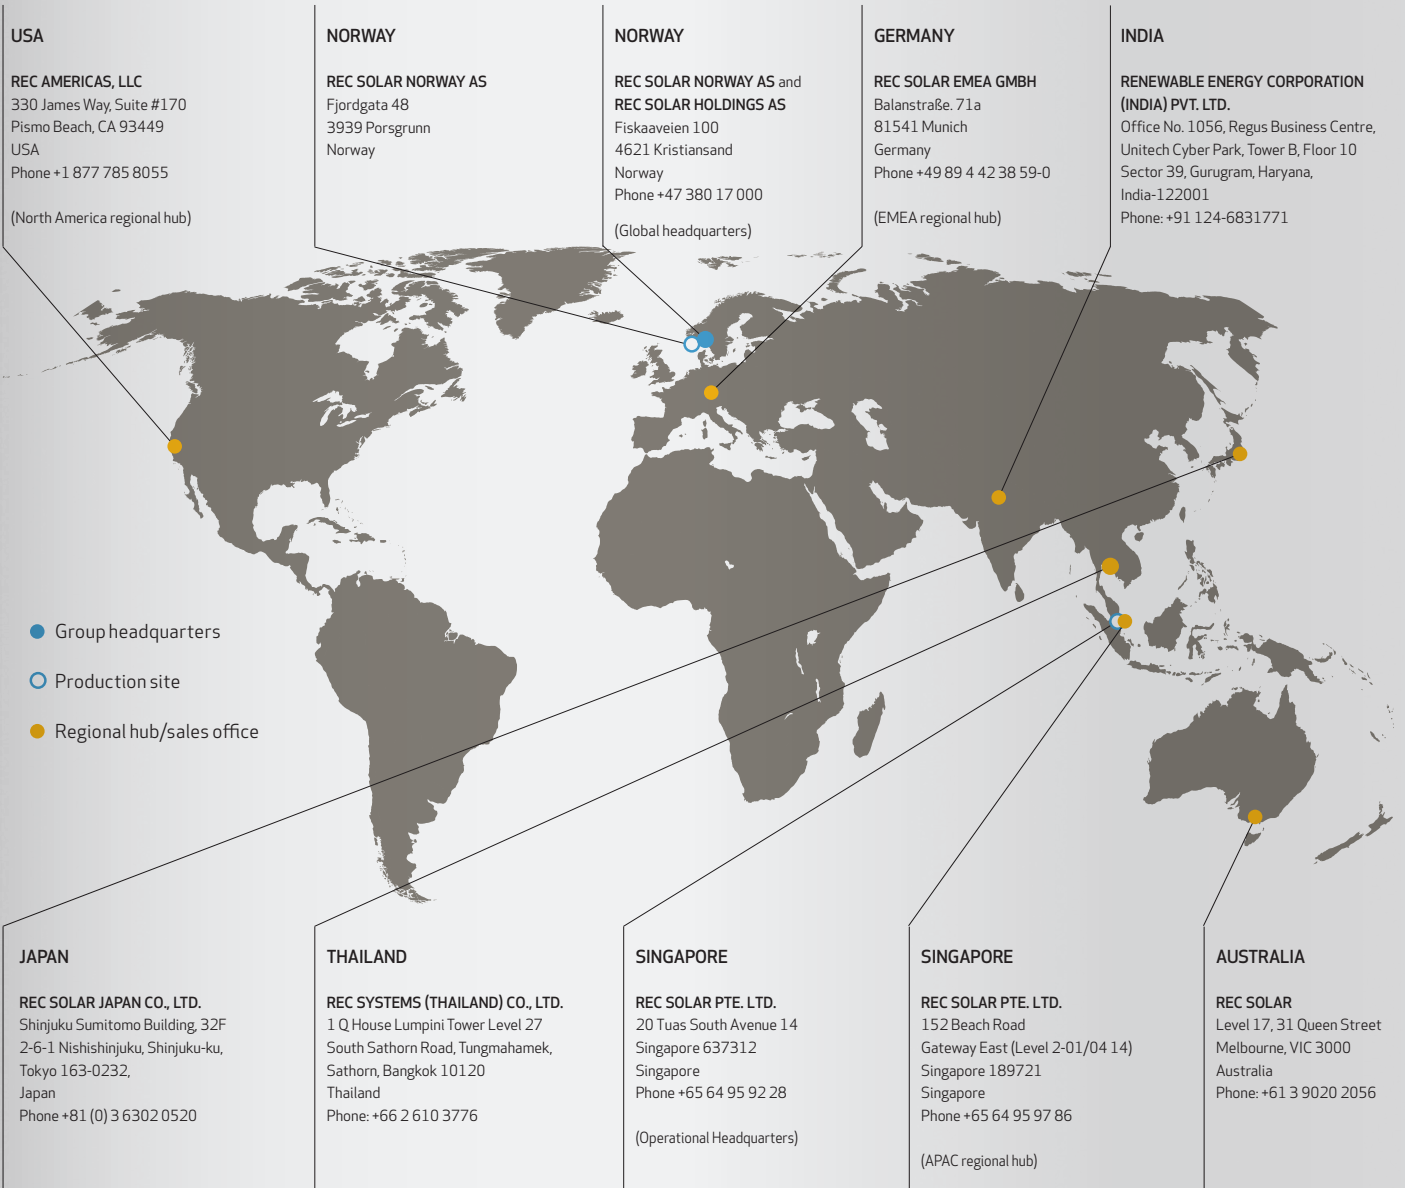 USA
REC AMERICAS, LLC
330 James Way, Suite #170
Pismo Beach, CA 93449
USA
Phone +1 877 785 8055
(North America regional hub)
NORWAY
REC SOLAR NORWAY AS
Fjordgata 48
3939 Porsgrunn
Norway
NORWAY
REC SOLAR NORWAY AS and
REC SOLAR HOLDINGS AS
Fiskaaveien 100
4621 Kristiansand
Norway
Phone +47 380 17 000
(Global headquarters)
GERMANY
REC SOLAR EMEA GMBH
Balanstraße. 71a
81541 Munich
Germany
Phone +49 89 4 42 38 59-0
(EMEA regional hub)
INDIA
RENEWABLE ENERGY CORPORATION
(INDIA) PVT. LTD.
Office No. 1056, Regus Business Centre,
Unitech Cyber Park, Tower B, Floor 10
Sector 39, Gurugram, Haryana,
India-122001
Phone: +91 124-6831771
Group headquarters
Production site
Regional hub/sales office
JAPAN
REC SOLAR JAPAN CO., LTD.
Shinjuku Sumitomo Building, 32F
2-6-1 Nishishinjuku, Shinjuku-ku,
Tokyo 163-0232,
Japan
Phone +81 (0) 3 6302 0520
THAILAND
REC SYSTEMS (THAILAND) CO., LTD.
1 Q House Lumpini Tower Level 27
South Sathorn Road, Tungmahamek,
Sathorn, Bangkok 10120
Thailand
Phone: +66 2 610 3776
SINGAPORE
REC SOLAR PTE. LTD.
20 Tuas South Avenue 14
Singapore 637312
Singapore
Phone +65 64 95 92 28
(Operational Headquarters)
SINGAPORE
REC SOLAR PTE. LTD.
152 Beach Road
Gateway East (Level 2-01/04 14)
Singapore 189721
Singapore
Phone +65 64 95 97 86
(APAC regional hub)
AUSTRALIA
REC SOLAR
Level 17, 31 Queen Street
Melbourne, VIC 3000
Australia
Phone: +61 3 9020 2056